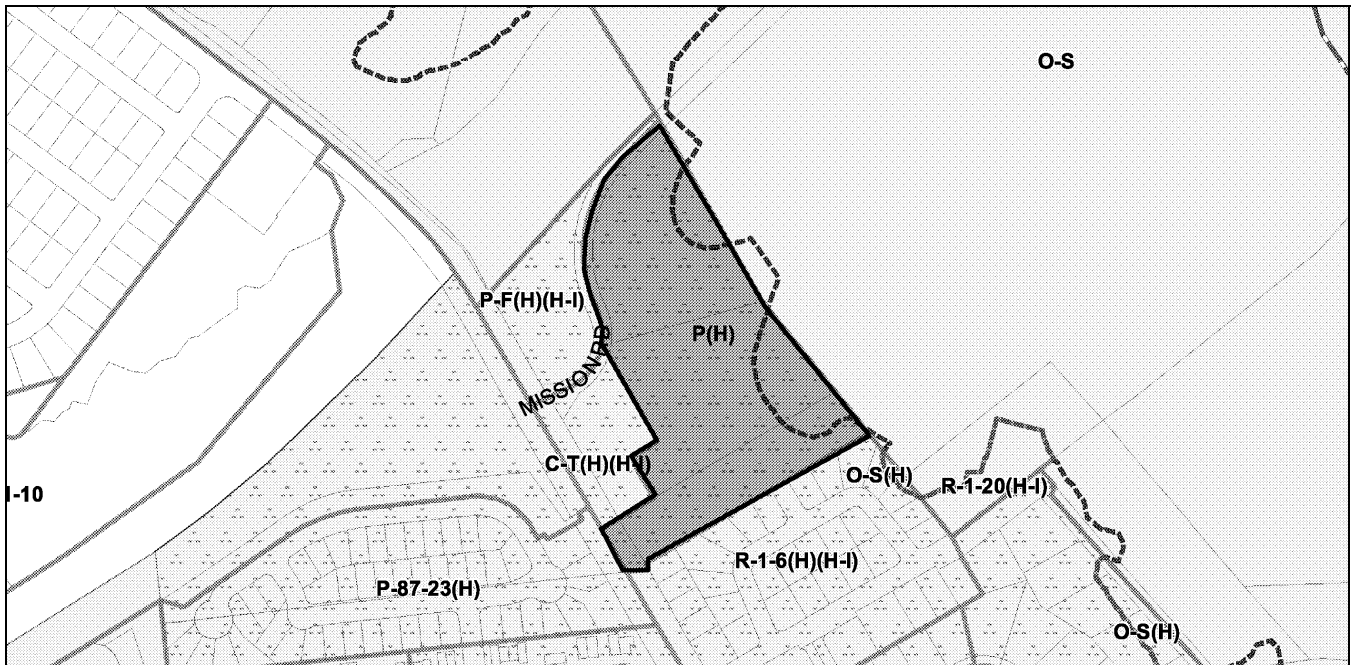 O-S
P-F(H)(H-I)
P(H)
MISSION RD
C-T(H)(H-I)
O-S(H)
R-1-20(H-I)
I-10
R-1-6(H)(H-I)
P-87-23(H)
O-S(H)